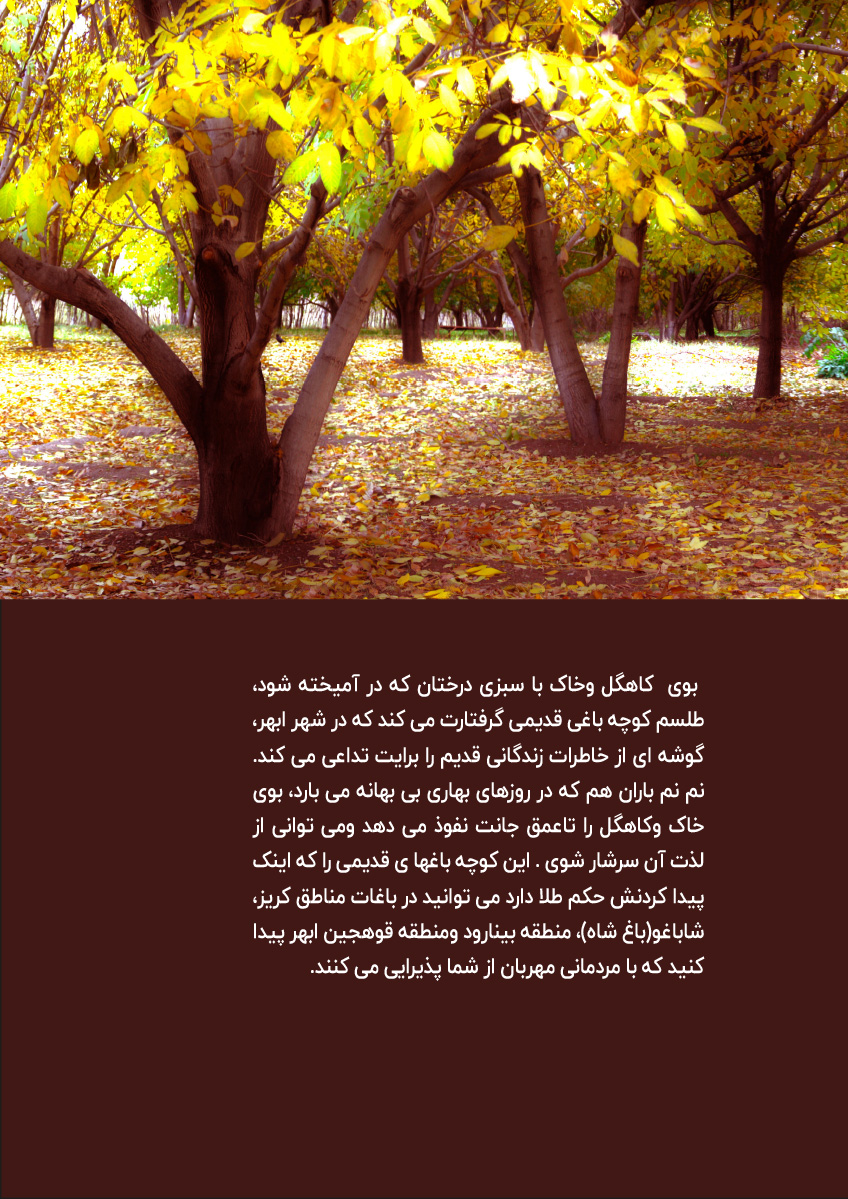 بوی کاهگل وخاک با سبزی درختان که در آمیخته شود،
طلسم کوچه باغی قدیمی گرفتارت می کند که در شهر ابهر،
گوشه ای از خاطرات زندگانی قدیم را برایت تداعی می کند.
نم نم باران هم که در روزهای بهاری بی بهانه می بارد، بوی
خاک وکاهگل را تاعمق جانت نفوذ می دهد ومی توانی از
لذت آن سرشار شوی . این کوچه باغها ی قدیمی را که اینک
پیدا کردنش حکم طلا دارد می توانید در باغات مناطق کریز،
شاباغو(باغ شاه)، منطقه بینارود ومنطقه قوهجین ابهر پیدا
کنید که با مردمانی مهربان از شما پذیرایی می کنند.